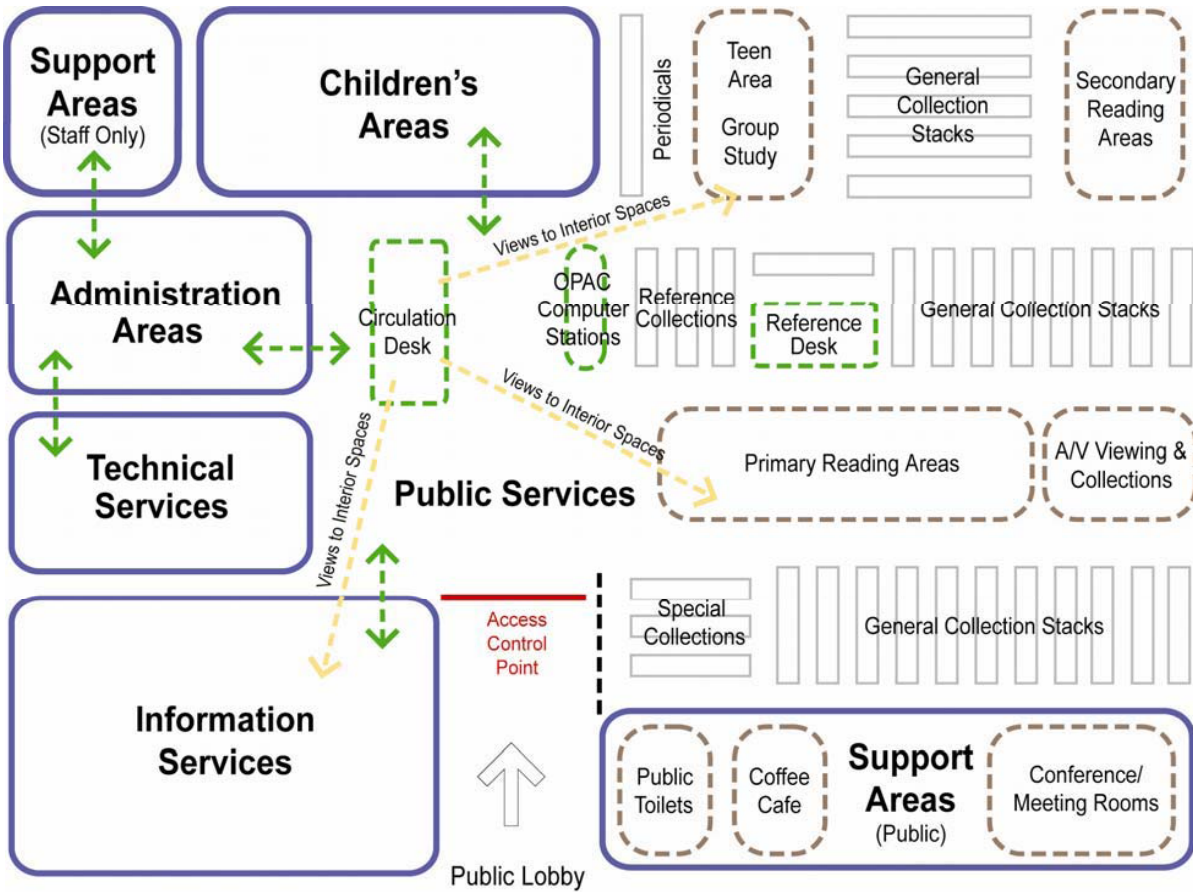 Support
Areas
(Staff Only)
Children's
Areas
Periodicals
Teen
Area
Group
Study
General
Collection
Stacks
Secondary
Reading
Areas
Views to Interior Spaces
Administration
Areas
Circulation
Desk
OPAC
Computer
Stations
Reference
Collections
Reference
Desk
General Collection Stacks
Views to Interior Spaces
Views to Interior Spaces
Technical
Services
Public Services
Primary Reading Areas
A/V Viewing &
Collections
Information
Services
Access
Control
Point
Special
Collections
General Collection Stacks
Public
Toilets
Coffee
Cafe
Support
Areas
(Public)
Conference/
Meeting Rooms
Public Lobby